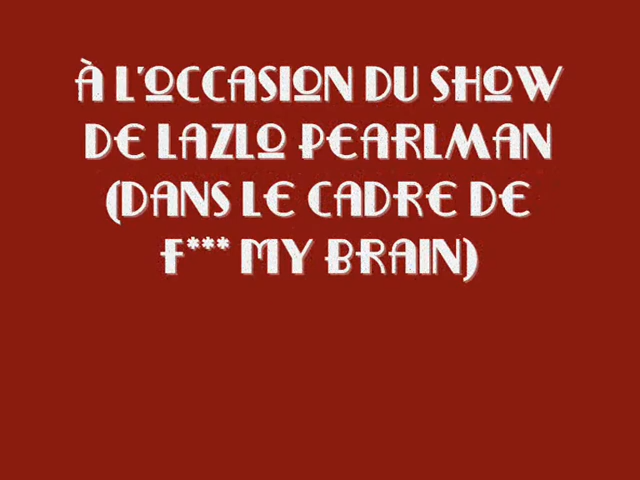 À L'OCCASION DU SHOW
DE LAZLO PEARLMAN
(DANS LE CADRE DE
F*** MY BRAIN)